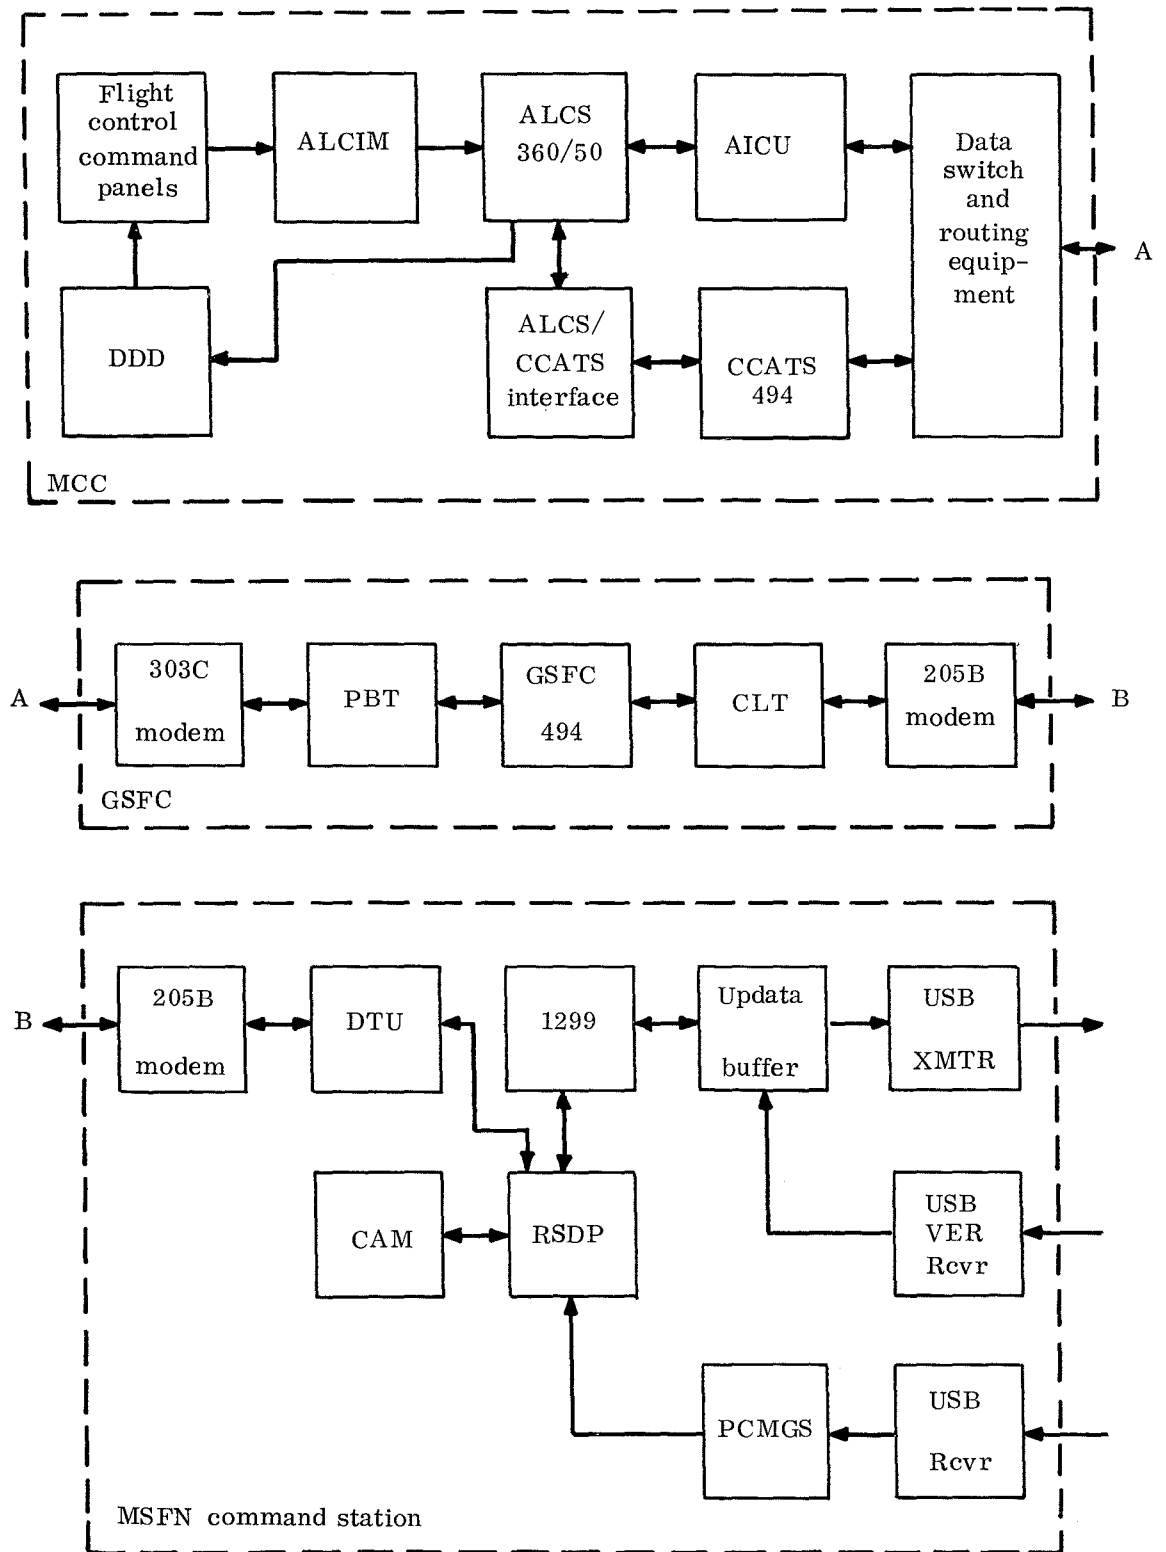 Flight
control
command
panels
ALCIM
ALCS
360/50
AICU
Data
switch
and
routing
equip-
ment
A
DDD
ALCS/
CCATS
interface
CCATS
494
MCC
A
303C
modem
PBT
GSFC
494
CLT
205B
modem
B
GSFC
B
205B
modem
DTU
1299
Updata
buffer
USB
XMTR
CAM
RSDP
USB
VER
Rcvr
PCMGS
USB
Rcvr
MSFN command station